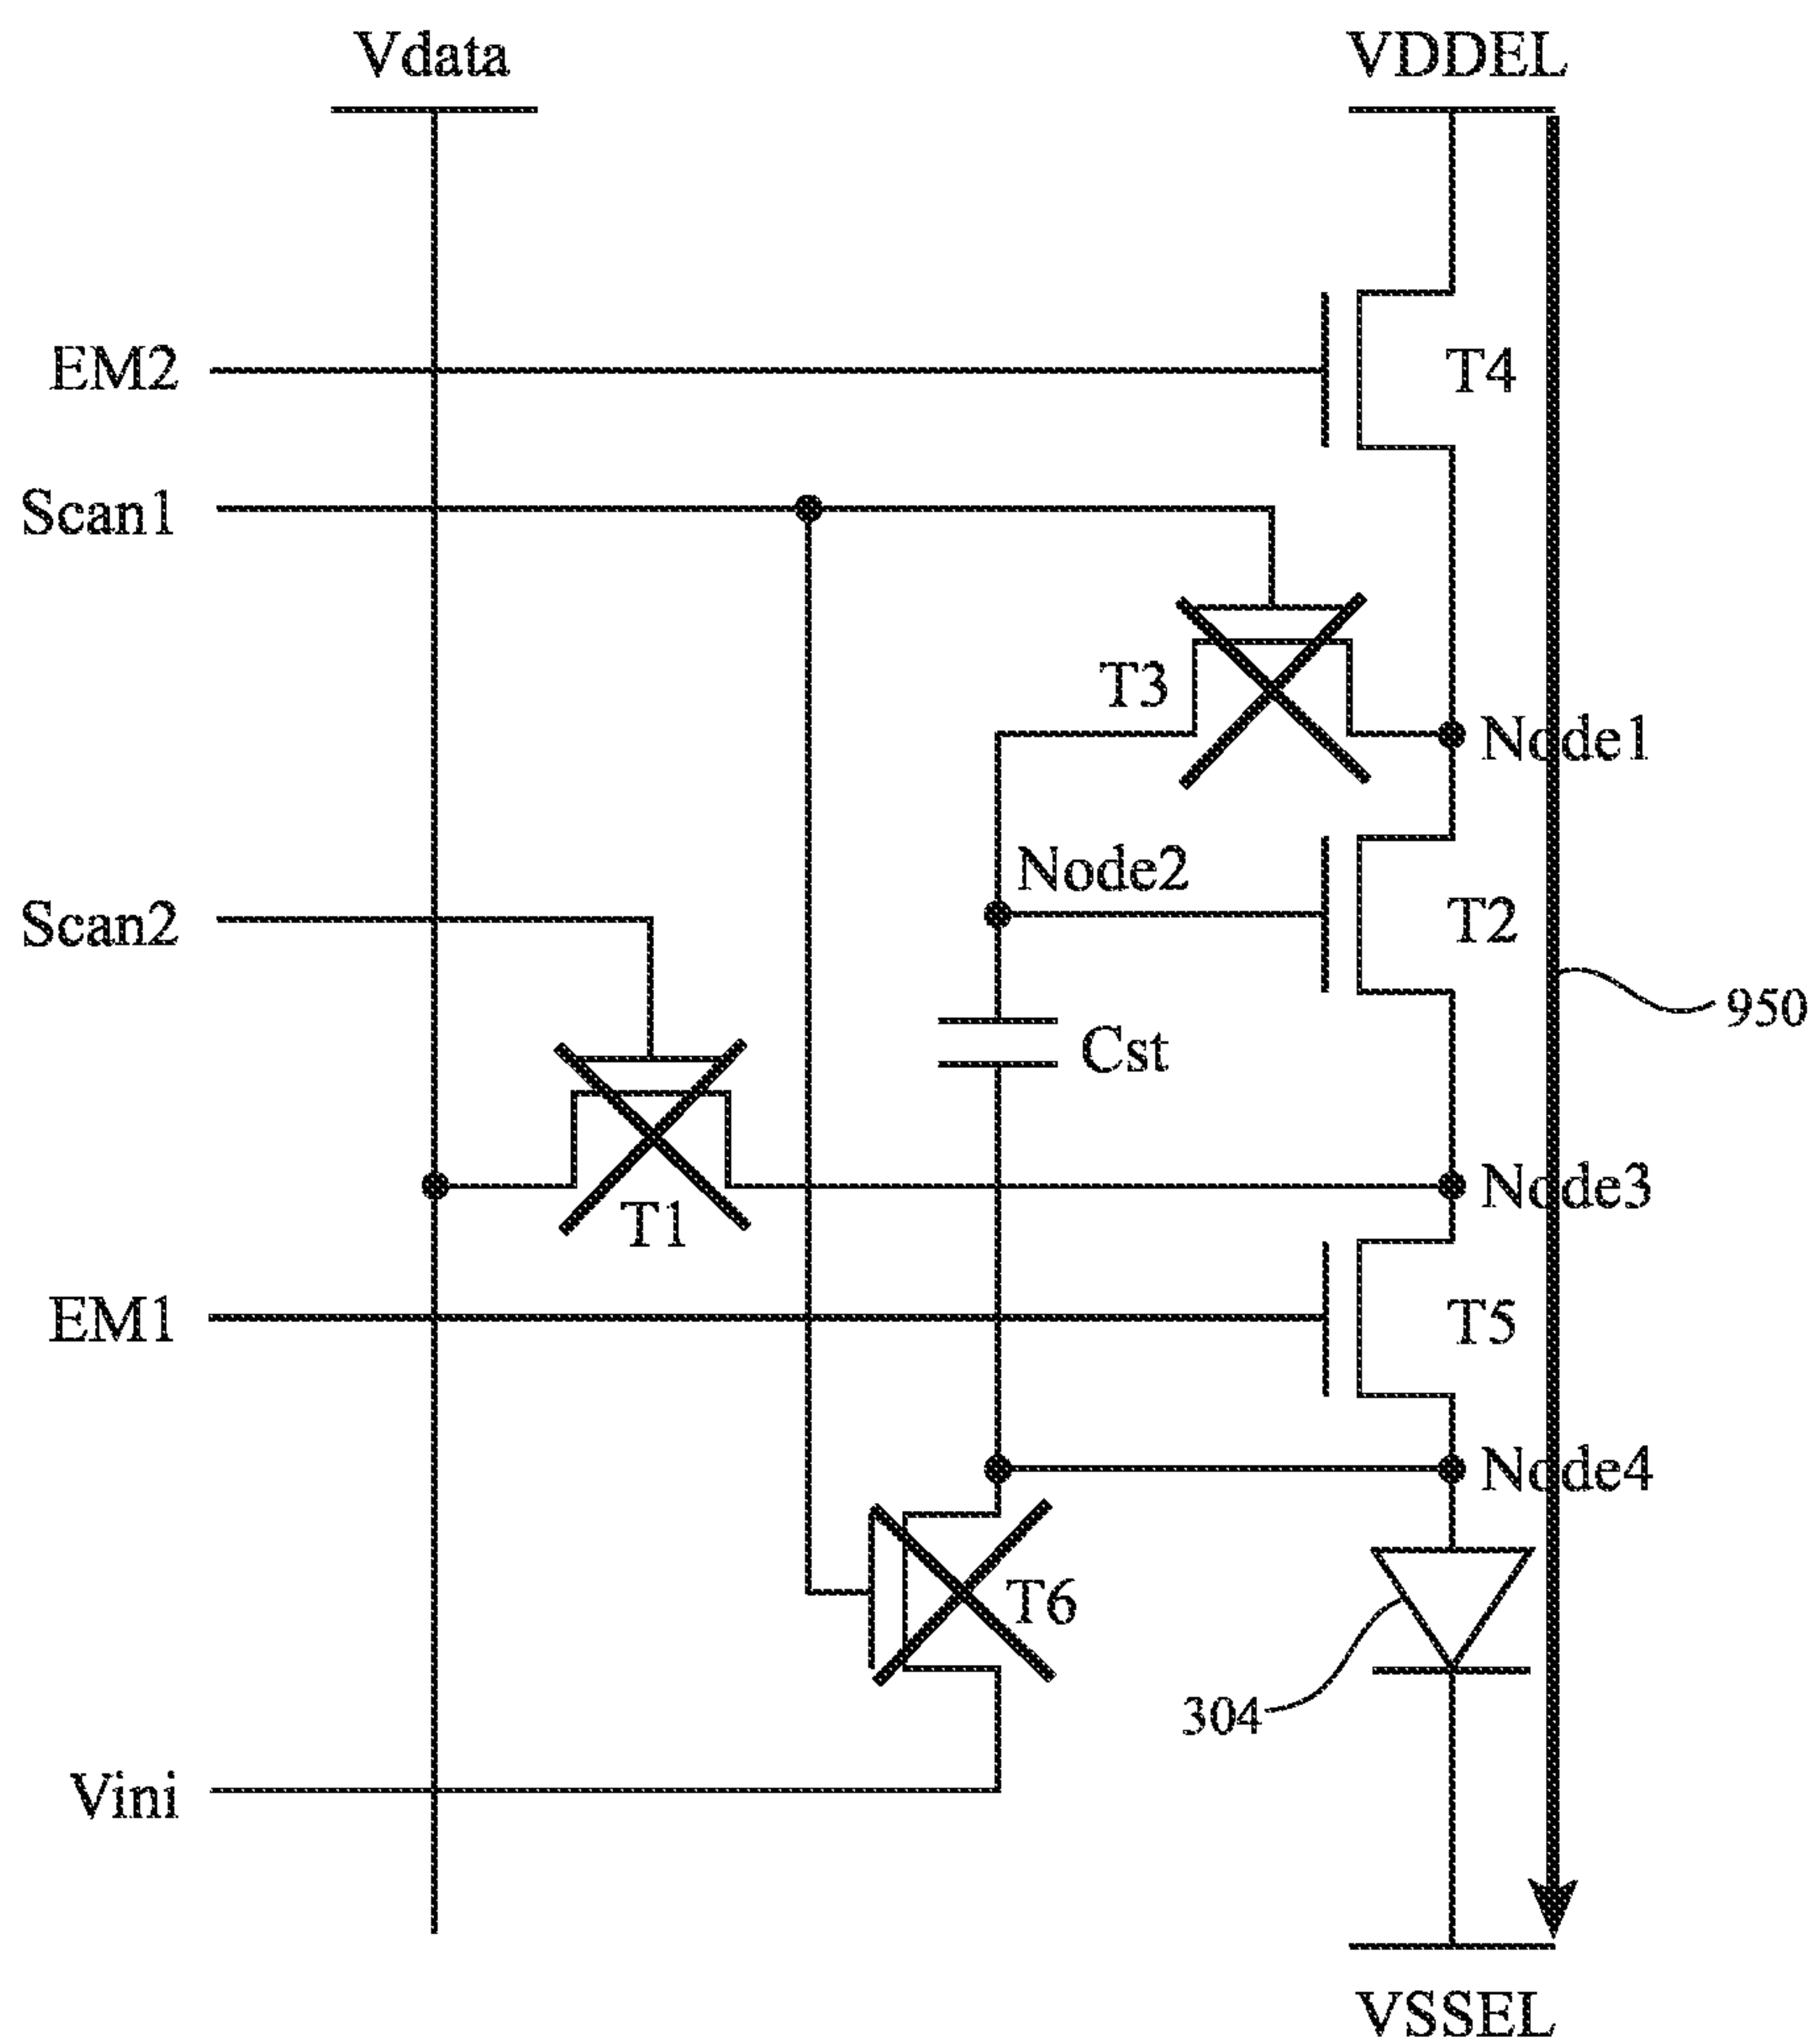 Vdata
VDDEL
EM2
T4
Scan1
T3
Node1
Node2
Scan2
T2
950
Cst
Node3
T1
EM1
T5
Node4
T6
304
Vini
VSSEL